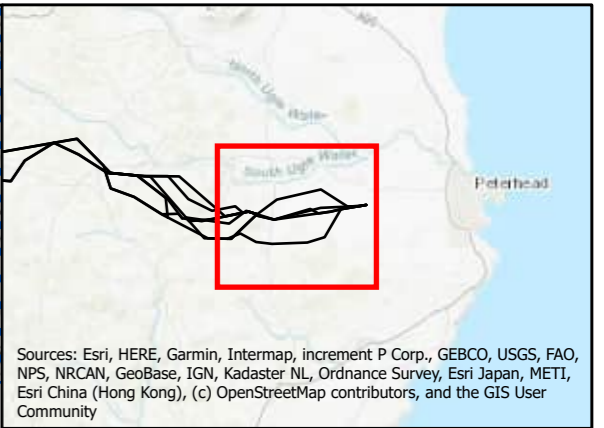 North Ugie Water
South Ugie Water
Peterhead
Sources: Esri, HERE, Garmin, Intermap, increment P Corp., GEBCO, USGS, FAO,
NPS, NRCAN, GeoBase, IGN, Kadaster NL, Ordnance Survey, Esri Japan, METI,
Esri China (Hong Kong), (c) OpenStreetMap contributors, and the GIS User
Community